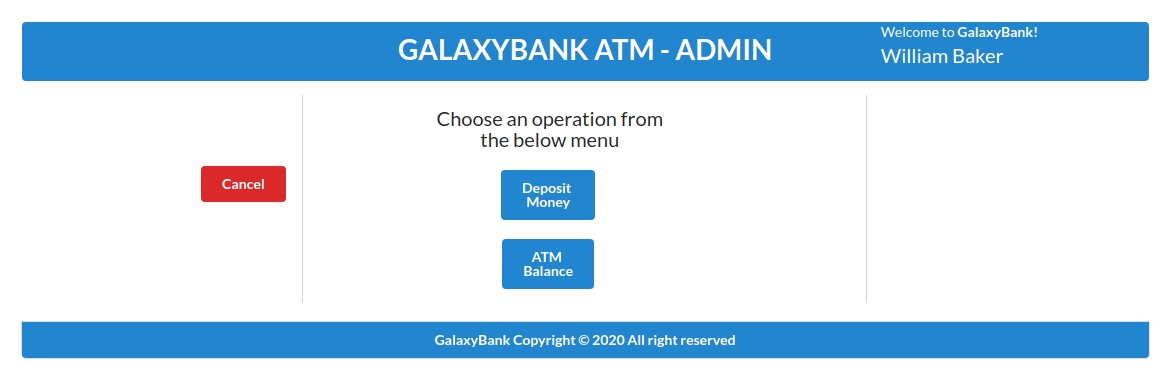 GALAXYBANK ATM - ADMIN
Welcome to GalaxyBank!
William Baker
Choose an operation from
the below menu
Cancel
Deposit
Money
ATM
Balance
GalaxyBank Copyright © 2020 All right reserved